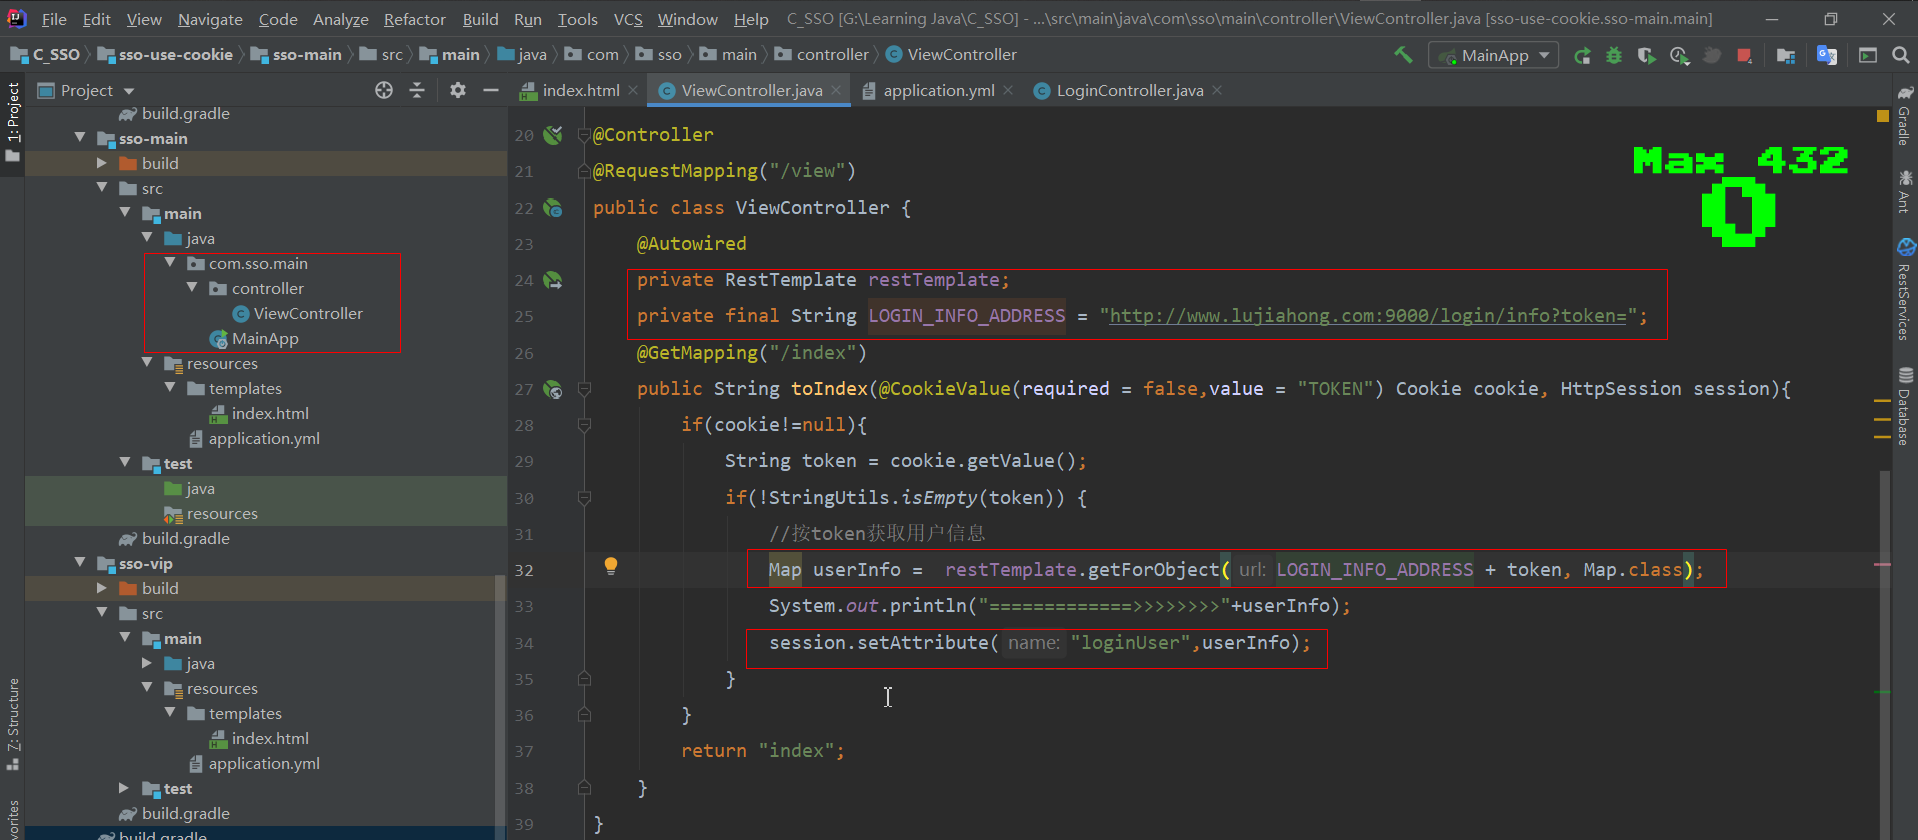 File Edit View Navigate Code Analyze Refactor Build Run Tools VCS Window Help C_SSO [G:\Learning Java\C_SSO] - ...\src\main\java\com\sso\main\controller\ViewController.java [sso-use-cookie.sso-main.main]
C_SSO sso-use-cookie sso-main src main java com sso main controller ViewController MainApp
Project
index.html ViewController.java application.yml LoginController.java
1: Project
build.gradle
sso-main
build
src
main
java
com.sso.main
controller
ViewController
MainApp
resources
templates
index.html
application.yml
test
java
resources
build.gradle
sso-vip
build
src
main
java
resources
templates
index.html
application.yml
test
build.gradle
build.gradle
7: Structure
20 @Controller
21 @RequestMapping("/view")
22 public class ViewController {
23 @Autowired
24 private RestTemplate restTemplate;
25 private final String LOGIN_INFO_ADDRESS = "http://www.lujiahong.com:9000/login/info?token=";
26 @GetMapping("/index")
27 public String toIndex(@CookieValue(required = false,value = "TOKEN") Cookie cookie, HttpSession session){
28 if(cookie!=null){
29 String token = cookie.getValue();
30 if(!StringUtils.isEmpty(token)) {
31 //按token获取用户信息
32 Map userInfo =  restTemplate.getForObject( url: LOGIN_INFO_ADDRESS + token, Map.class);
33 System.out.println("=============>>>>>>>>"+userInfo);
34 session.setAttribute( name: "loginUser",userInfo);
35 }
36 }
37 return "index";
38 }
39 }
Max 432
0
Gradle
Ant
RestServices
Database